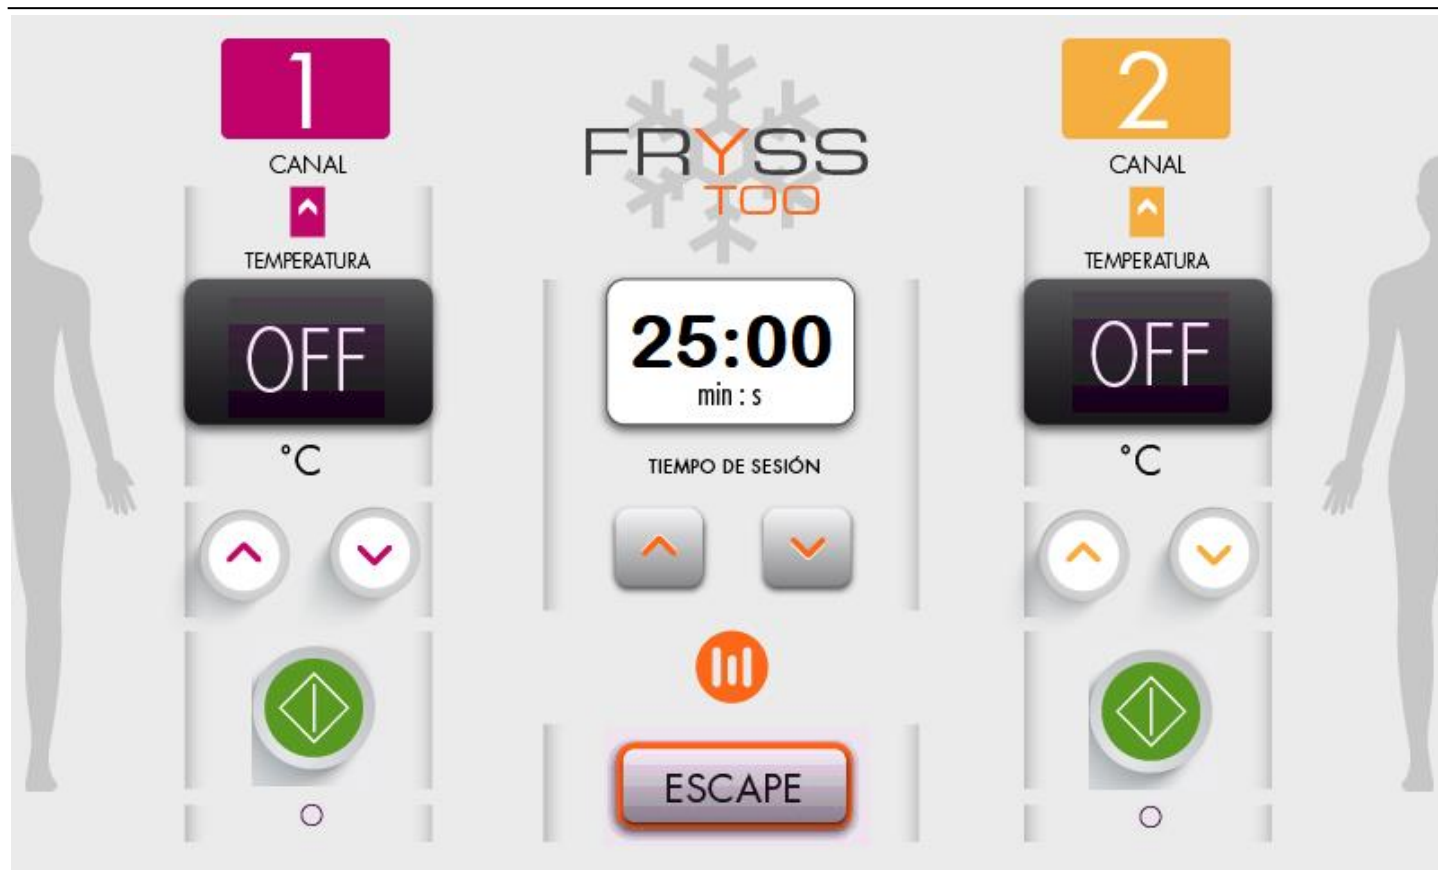 1
CANAL
TEMPERATURA
OFF
°C
FRYSS
TOO
25:00
min : s
TIEMPO DE SESIÓN
ESCAPE
2
CANAL
TEMPERATURA
OFF
°C